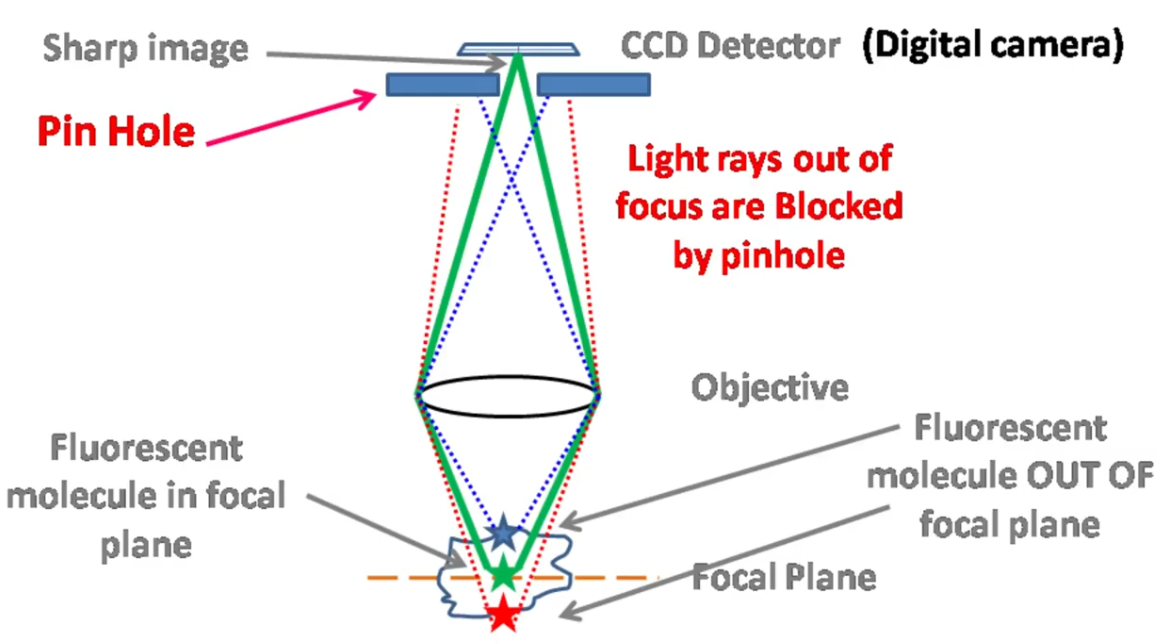 Sharp image
CCD Detector (Digital camera)
Pin Hole
Light rays out of
focus are Blocked
by pinhole
Objective
Fluorescent
molecule in focal
plane
Fluorescent
molecule OUT OF
focal plane
Focal Plane